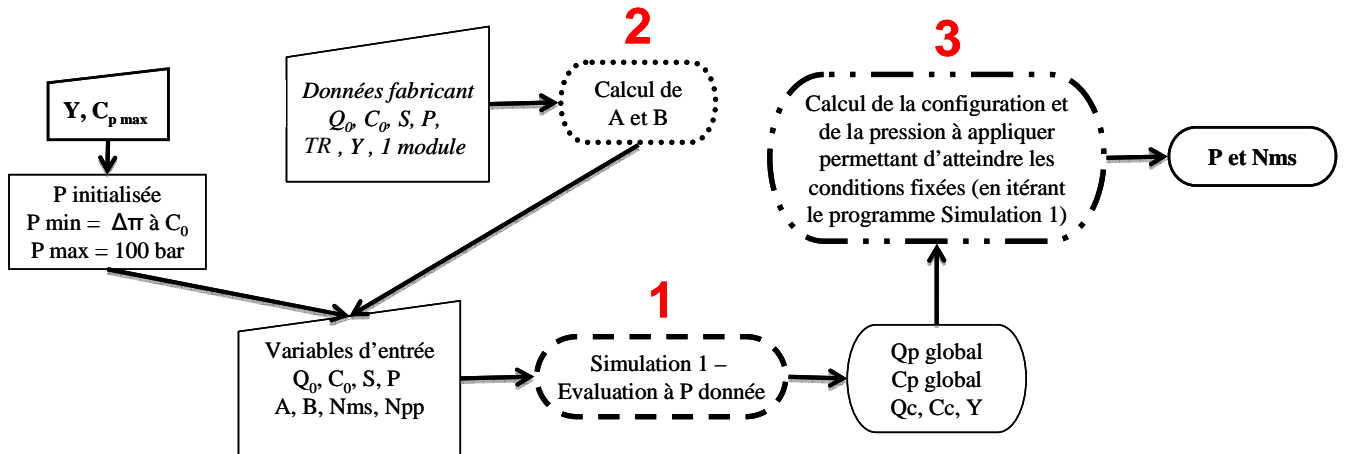 Y, Cp max
P initialisée
P min = Δπ à C0
P max = 100 bar
Données fabricant
Q0, C0, S, P,
TR , Y , 1 module
2
Calcul de
A et B
Variables d'entrée
Q0, C0, S, P
A, B, Nms, Npp
1
Simulation 1 –
Evaluation à P donnée
Qp global
Cp global
Qc, Cc, Y
3
Calcul de la configuration et
de la pression à appliquer
permettant d'atteindre les
conditions fixées (en itérant
le programme Simulation 1)
P et Nms